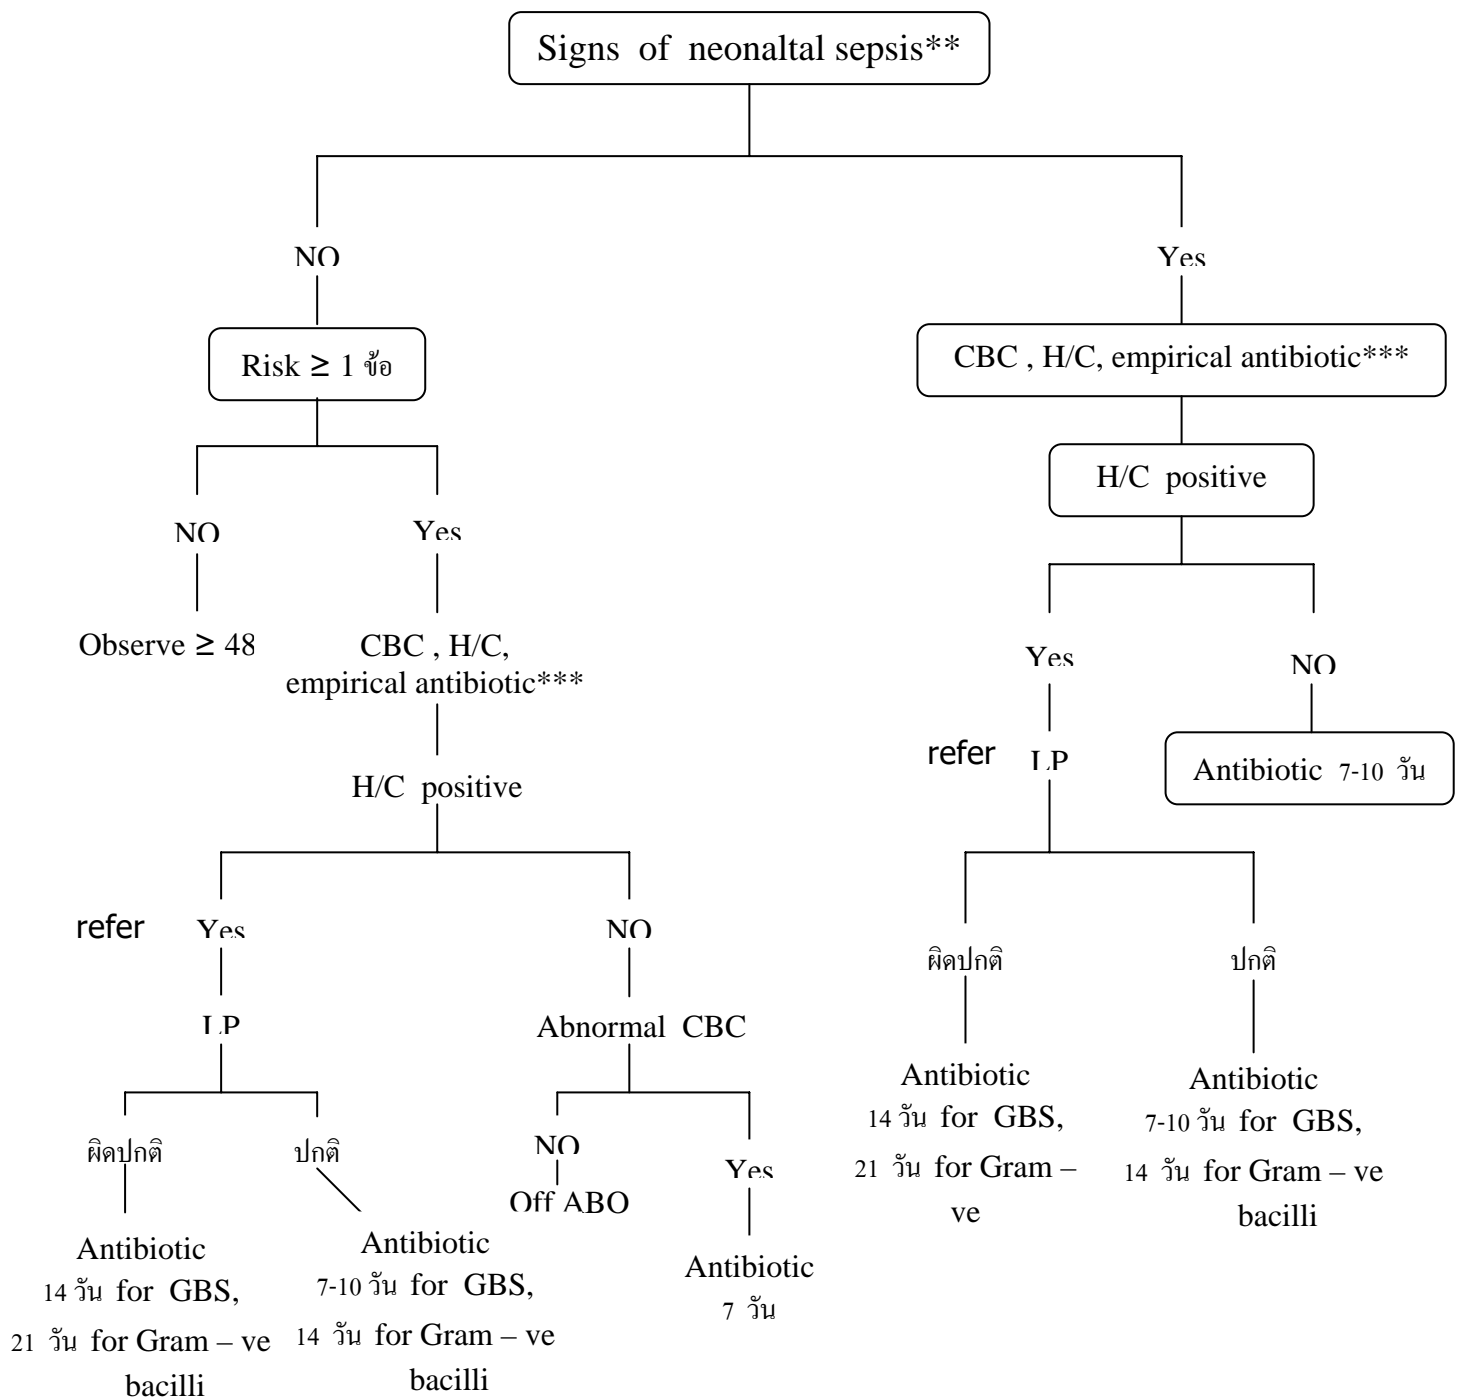 Signs of neonaltal sepsis**
NO
Yes
Risk ≥ 1 ข้อ
CBC , H/C, empirical antibiotic***
H/C positive
NO
Yes
Yes
NO
Observe ≥ 48
CBC , H/C,
empirical antibiotic***
refer
LP
Antibiotic 7-10 วัน
H/C positive
refer
Yes
NO
ผิดปกติ
ปกติ
LP
Abnormal CBC
Antibiotic
14 วัน for GBS,
21 วัน for Gram – ve
Antibiotic
7-10 วัน for GBS,
14 วัน for Gram – ve
bacilli
ผิดปกติ
ปกติ
NO
Yes
Off ABO
Antibiotic
14 วัน for GBS,
21 วัน for Gram – ve
bacilli
Antibiotic
7-10 วัน for GBS,
14 วัน for Gram – ve
bacilli
Antibiotic
7 วัน